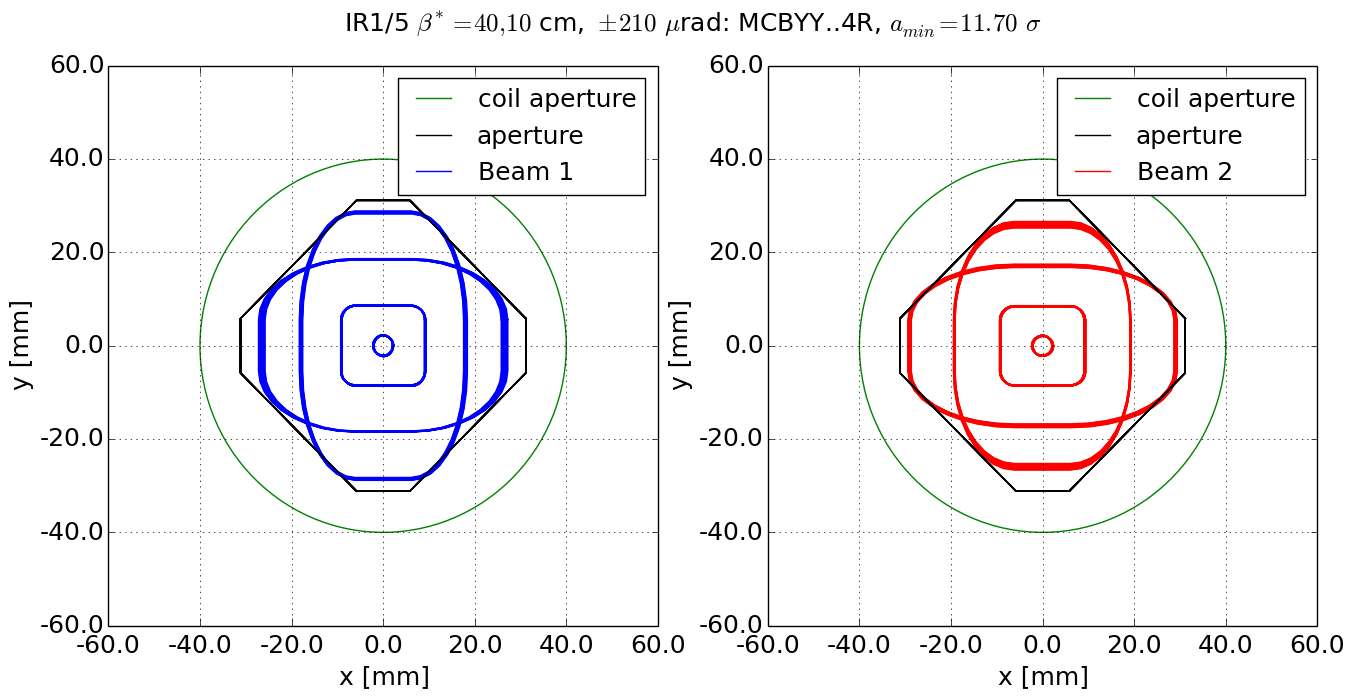 IR1/5 β* =40,10 cm, ±210 μrad: MCBYY..4R, a_min=11.70 σ
60.0
40.0
20.0
0.0
-20.0
-40.0
-60.0
-60.0 -40.0 -20.0 0.0 20.0 40.0 60.0
x [mm]
y [mm]
coil aperture
aperture
Beam 1
60.0
40.0
20.0
0.0
-20.0
-40.0
-60.0
-60.0 -40.0 -20.0 0.0 20.0 40.0 60.0
x [mm]
y [mm]
coil aperture
aperture
Beam 2